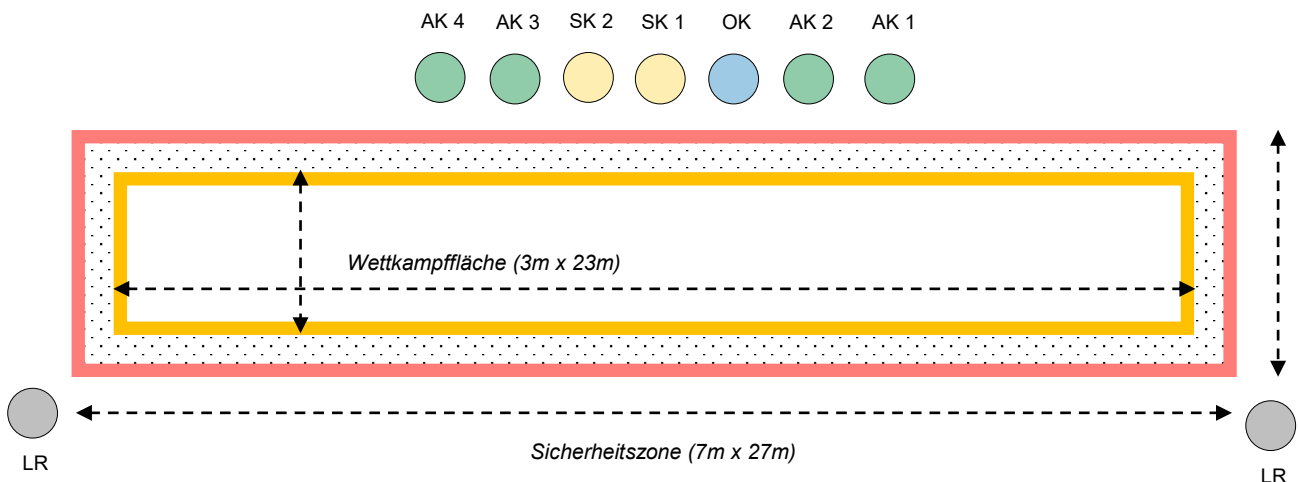 AK 4 AK 3 SK 2 SK 1 OK AK 2 AK 1
Wettkampffläche (3m x 23m)
Sicherheitszone (7m x 27m)
LR
LR